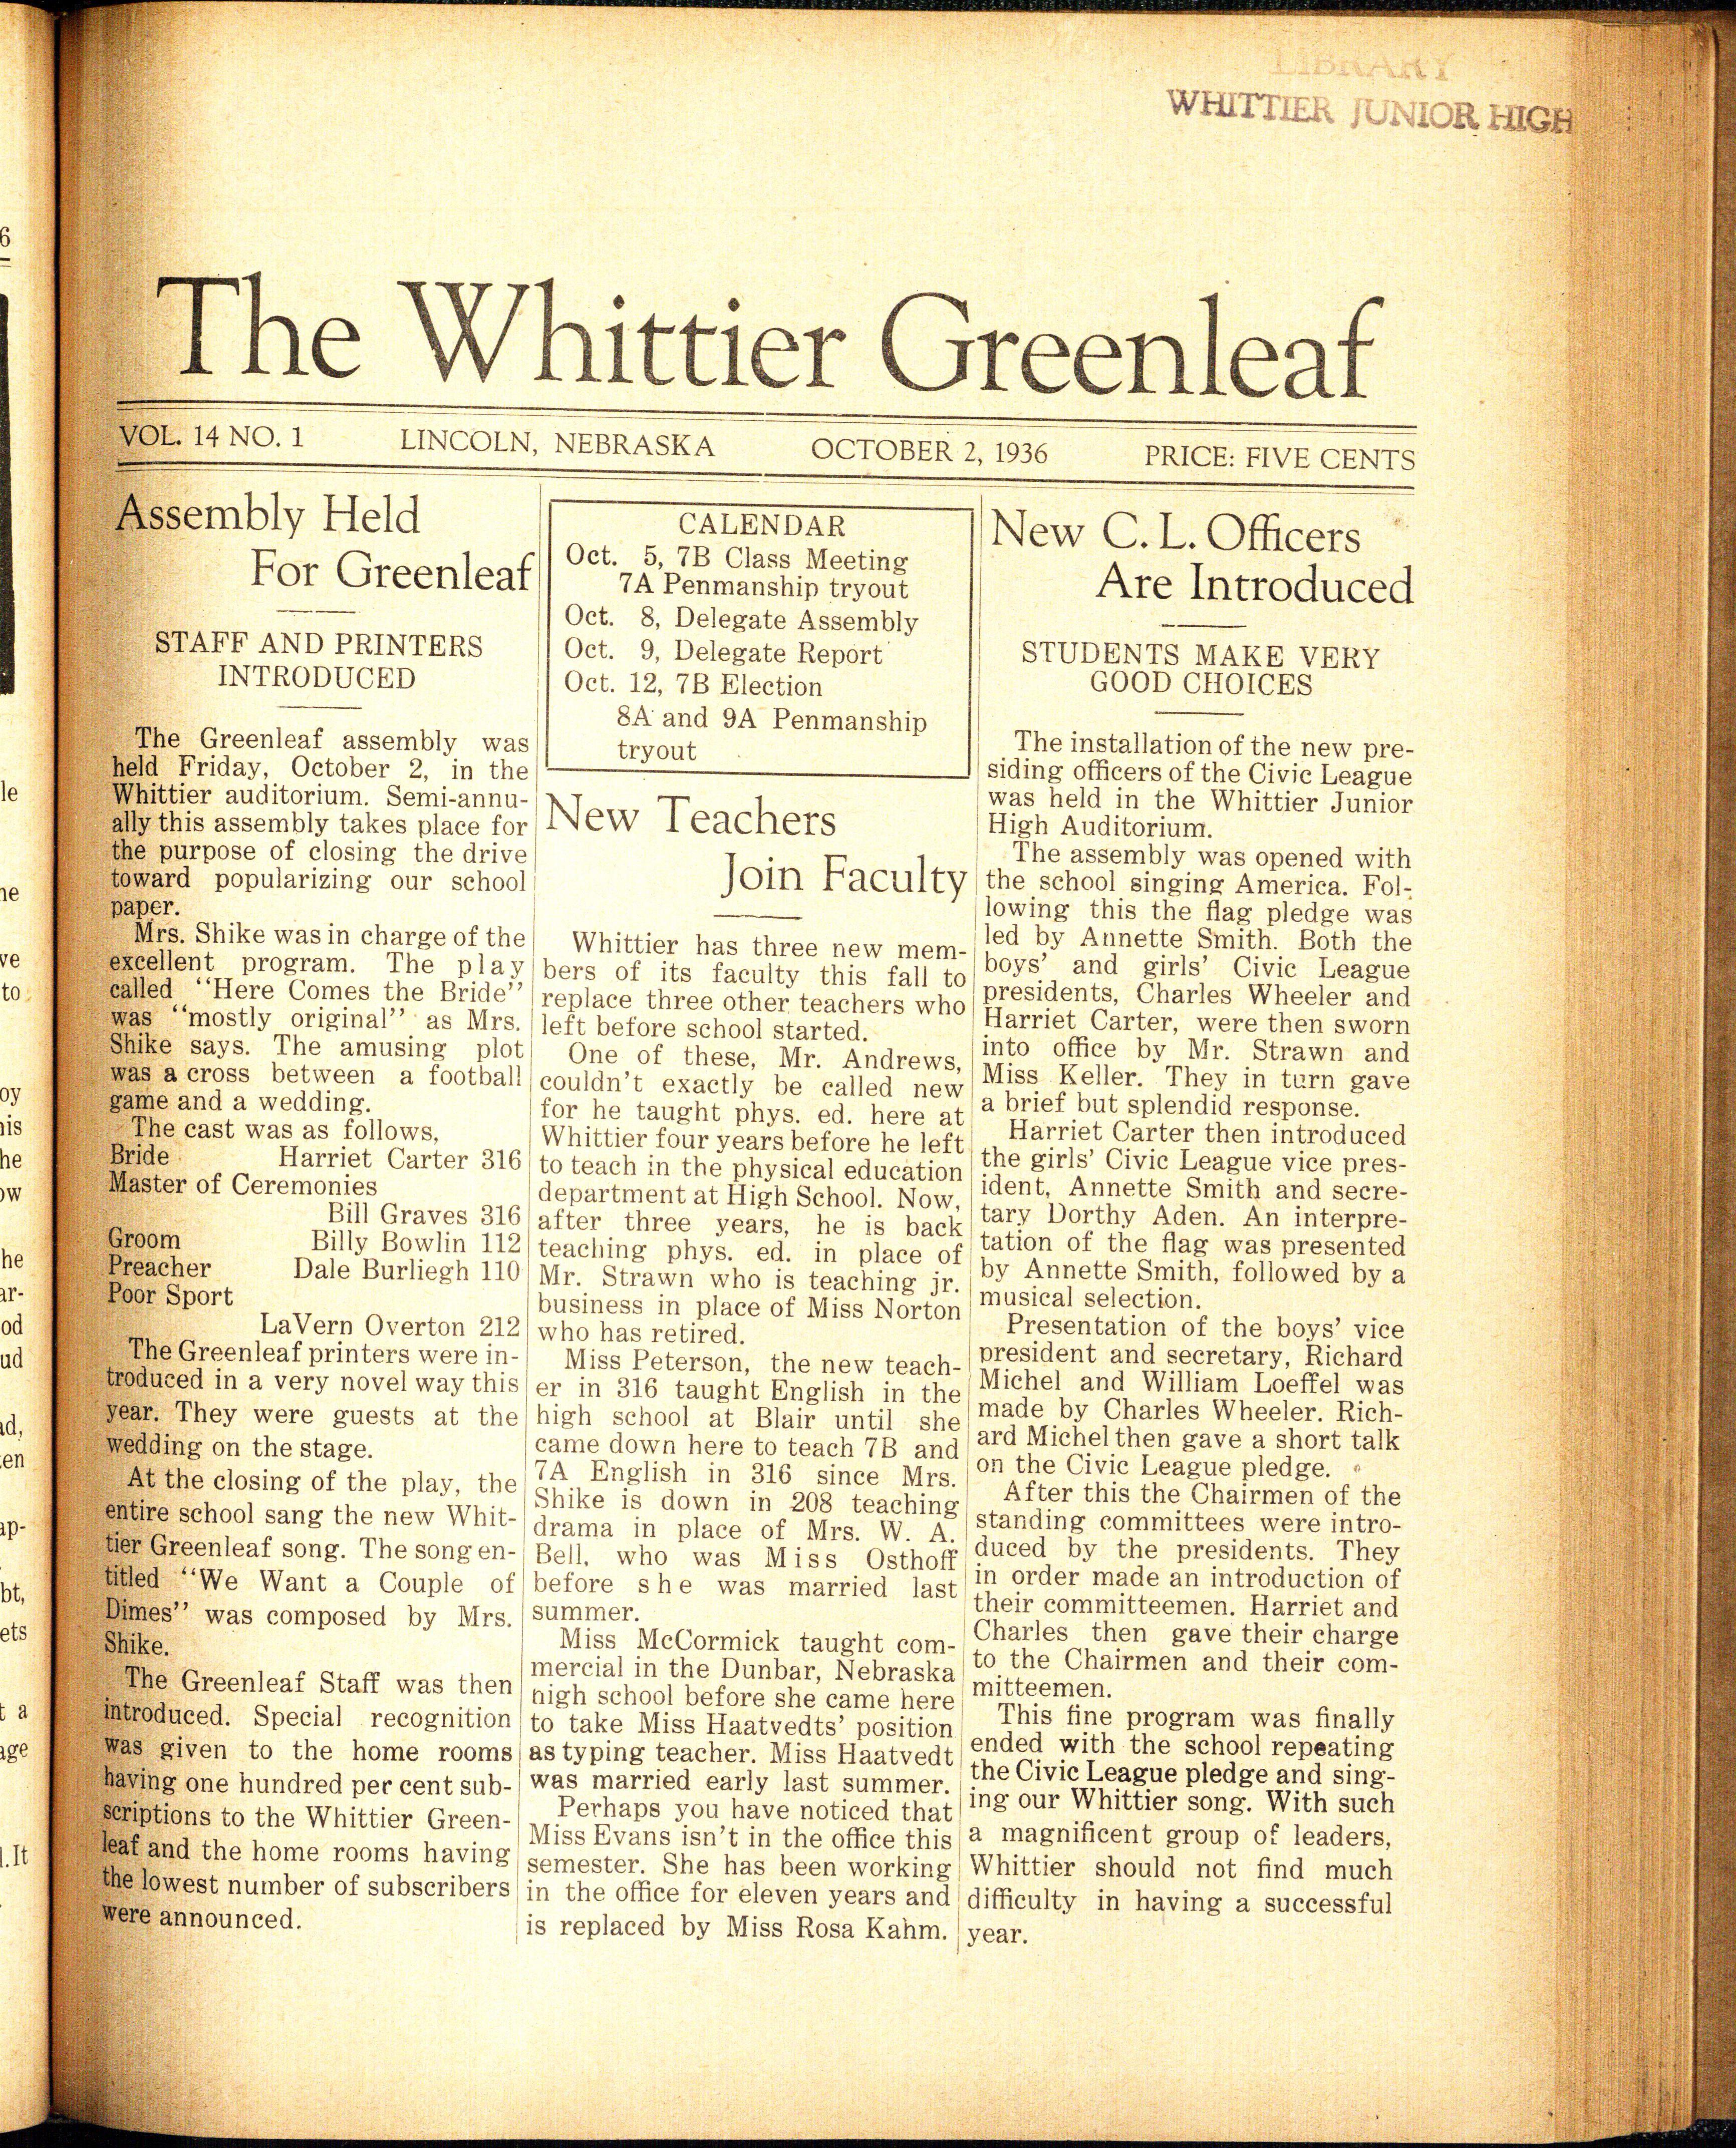 LIBRARY
WHITTIER JUNIOR HIGH
The Whittier Greenleaf
VOL. 14 NO. 1 LINCOLN, NEBRASKA OCTOBER 2, 1936 PRICE: FIVE CENTS
Assembly Held
For Greenleaf
STAFF AND PRINTERS
INTRODUCED
The Greenleaf assembly was
held Friday, October 2, in the
Whittier auditorium. Semi-annu-
ally this assembly takes place for
the purpose of closing the drive
toward popularizing our school
paper.
Mrs. Shike was in charge of the
excellent program. The play
called "Here Comes the Bride"
was "mostly original" as Mrs.
Shike says. The amusing plot
was a cross between a football
game and a wedding.
The cast was as follows,
Bride Harriet Carter 316
Master of Ceremonies
Bill Graves 316
Groom Billy Bowlin 112
Preacher Dale Burliegh 110
Poor Sport
LaVern Overton 212
The Greenleaf printers were in-
troduced in a very novel way this
year. They were guests at the
wedding on the stage.
At the closing of the play, the
entire school sang the new Whit-
tier Greenleaf song. The song en-
titled "We Want a Couple of
Dimes" was composed by Mrs.
Shike.
The Greenleaf Staff was then
introduced. Special recognition
was given to the home rooms
having one hundred per cent sub-
scriptions to the Whittier Green-
leaf and the home rooms having
the lowest number of subscribers
were announced.
CALENDAR
Oct. 5, 7B Class Meeting
7A Penmanship tryout
Oct. 8, Delegate Assembly
Oct. 9, Delegate Report
Oct. 12, 7B Election
8A and 9A Penmanship
tryout
New Teachers
Join Faculty
Whittier has three new mem-
bers of its faculty this fall to
replace three other teachers who
left before school started.
One of these, Mr. Andrews,
couldn't exactly be called new
for he taught phys. ed. here at
Whittier four years before he left
to teach in the physical education
department at High School. Now,
after three years, he is back
teaching phys. ed. in place of
Mr. Strawn who is teaching jr.
business in place of Miss Norton
who has retired.
Miss Peterson, the new teach-
er in 316 taught English in the
high school at Blair until she
came down here to teach 7B and
7A English in 316 since Mrs.
Shike is down in 208 teaching
drama in place of Mrs. W. A.
Bell, who was Miss Osthoff
before she was married last
summer.
Miss McCormick taught com-
mercial in the Dunbar, Nebraska
high school before she came here
to take Miss Haatvedts' position
as typing teacher. Miss Haatvedt
was married early last summer.
Perhaps you have noticed that
Miss Evans isn't in the office this
semester. She has been working
in the office for eleven years and
is replaced by Miss Rosa Kahm.
New C. L. Officers
Are Introduced
STUDENTS MAKE VERY
GOOD CHOICES
The installation of the new pre-
siding officers of the Civic League
was held in the Whittier Junior
High Auditorium.
The assembly was opened with
the school singing America. Fol-
lowing this the flag pledge was
led by Annette Smith. Both the
boys' and girls' Civic League
presidents, Charles Wheeler and
Harriet Carter, were then sworn
into office by Mr. Strawn and
Miss Keller. They in turn gave
a brief but splendid response.
Harriet Carter then introduced
the girls' Civic League vice pres-
ident, Annette Smith and secre-
tary Dorthy Aden. An interpre-
tation of the flag was presented
by Annette Smith, followed by a
musical selection.
Presentation of the boys' vice
president and secretary, Richard
Michel and William Loeffel was
made by Charles Wheeler. Rich-
ard Michel then gave a short talk
on the Civic League pledge.
After this the Chairmen of the
standing committees were intro-
duced by the presidents. They
in order made an introduction of
their committeemen. Harriet and
Charles then gave their charge
to the Chairmen and their com-
mitteemen.
This fine program was finally
ended with the school repeating
the Civic League pledge and sing-
ing our Whittier song. With such
a magnificent group of leaders,
Whittier should not find much
difficulty in having a successful
year.